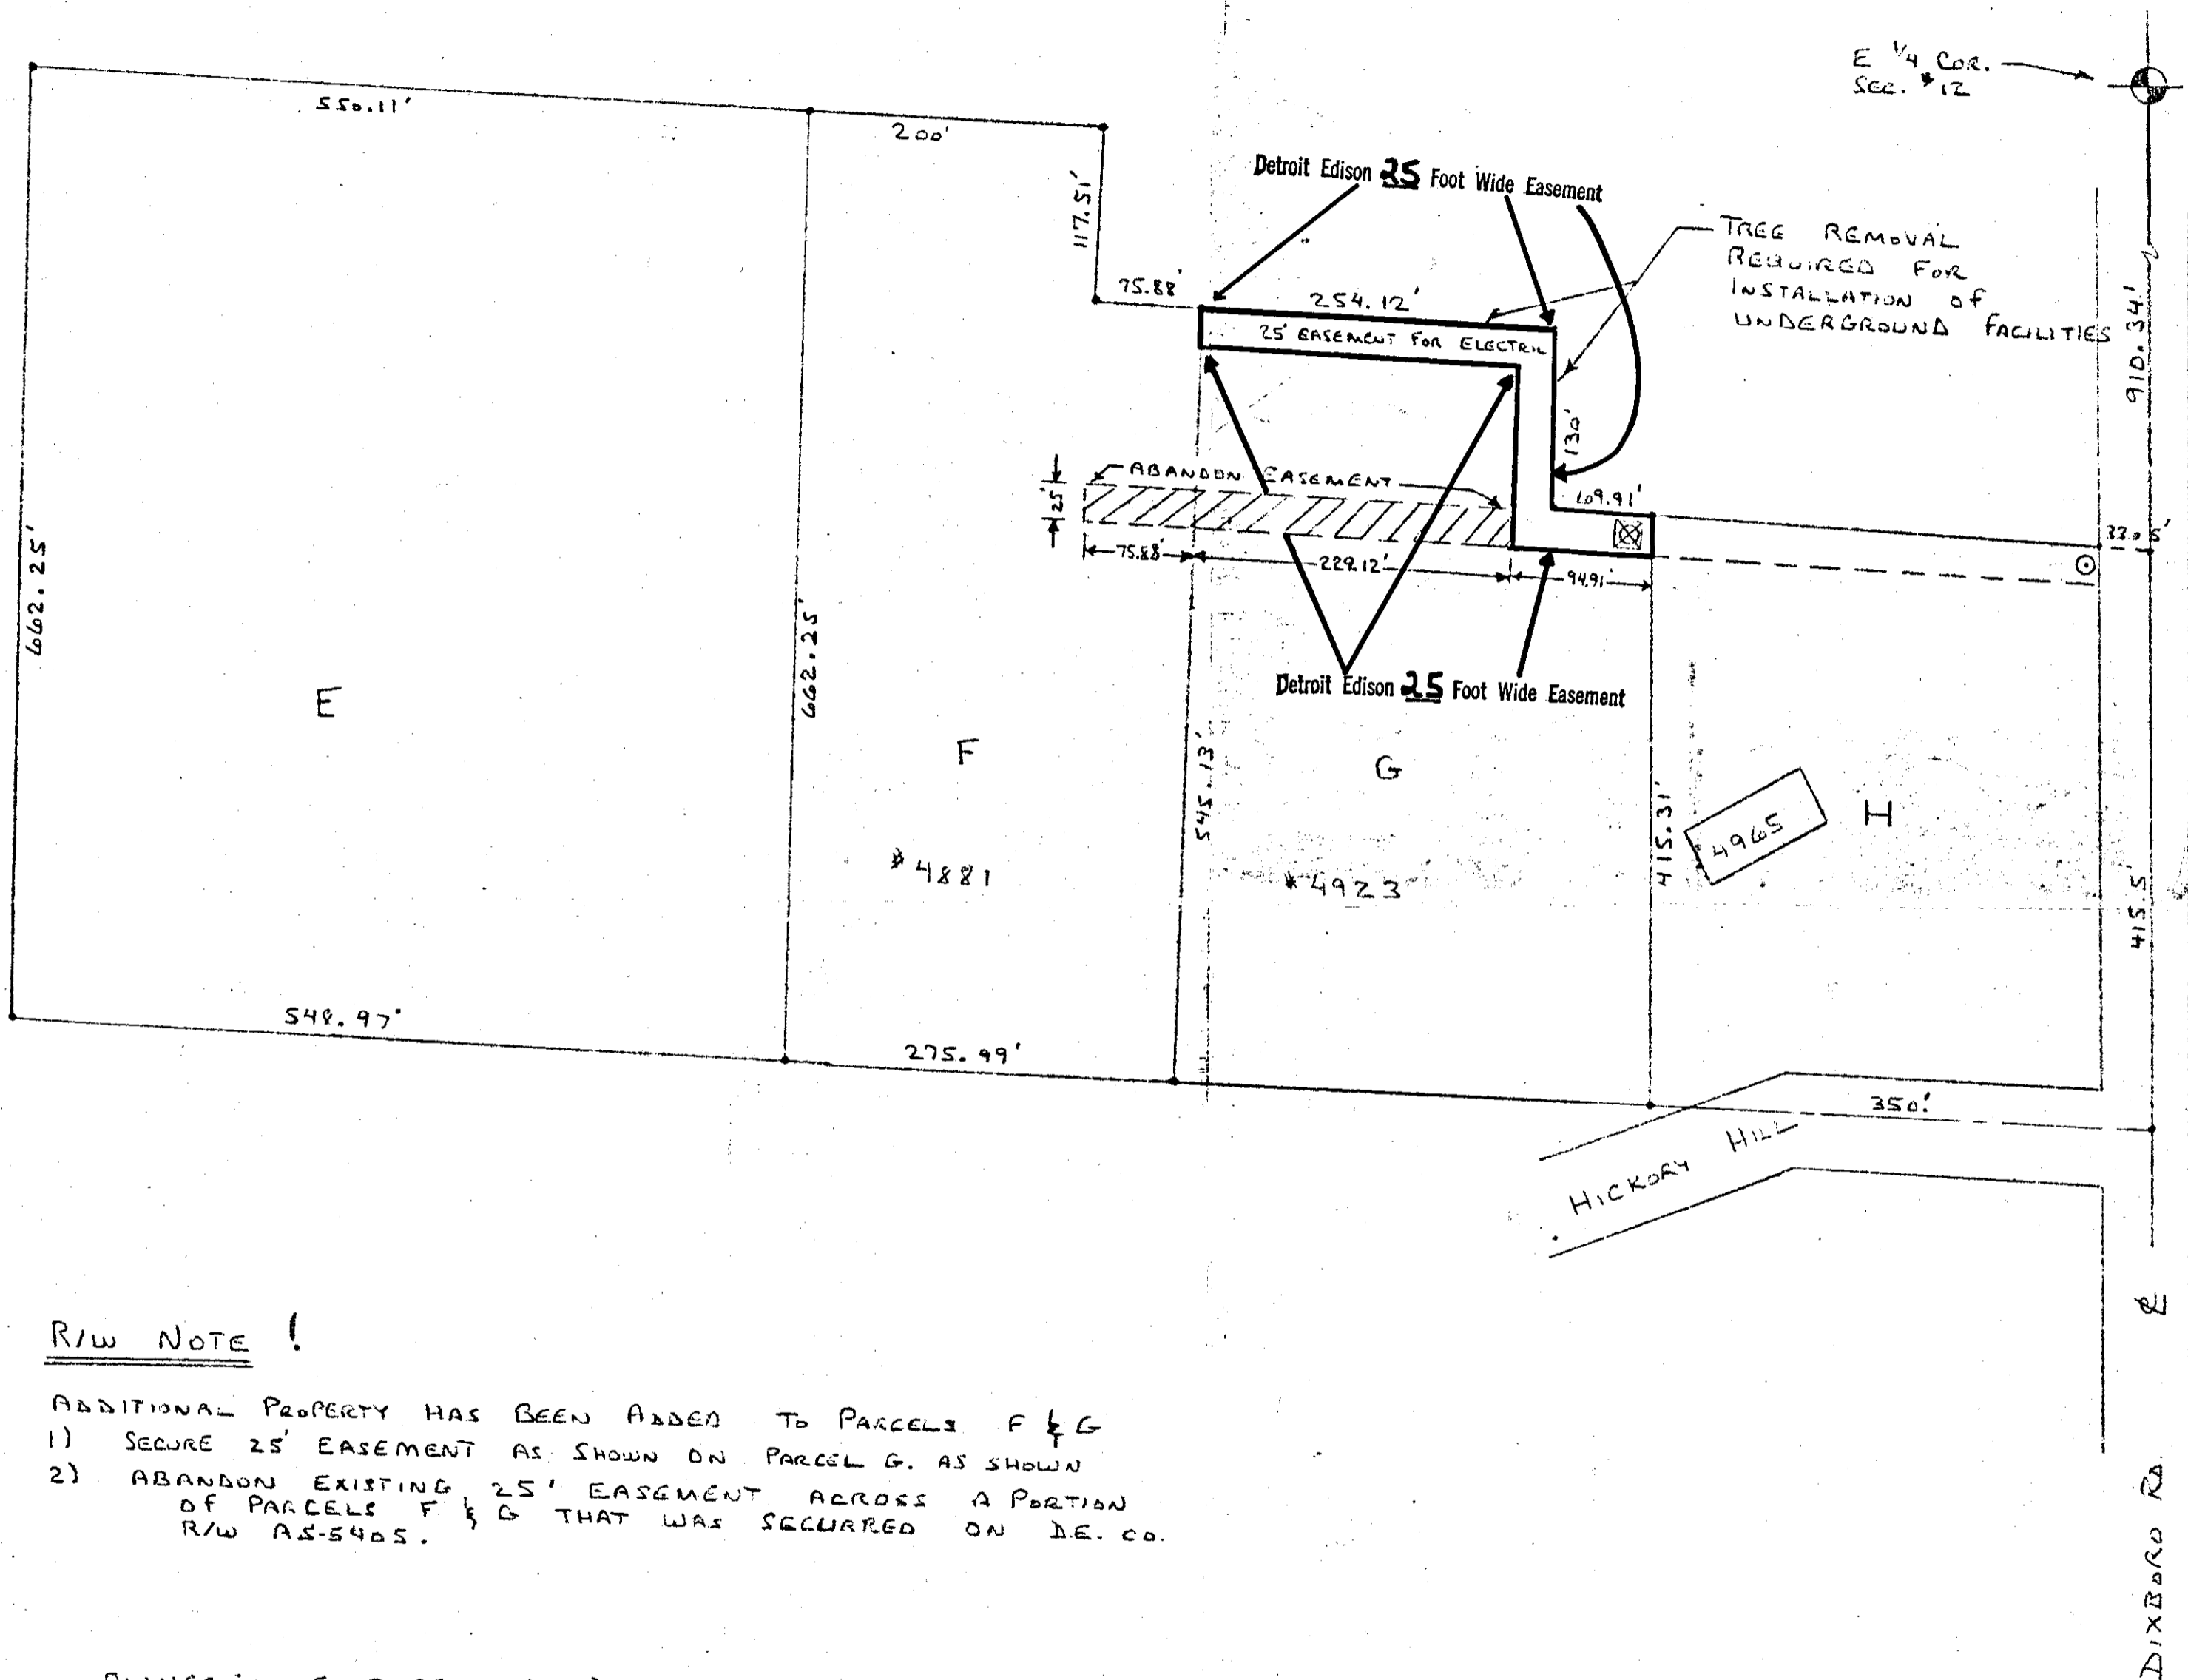 E 1/4 COR.
SEC. #12
550.11'
200'
117.51'
Detroit Edison 25 Foot Wide Easement
TREE REMOVAL
REQUIRED FOR
INSTALLATION OF
UNDERGROUND FACILITIES
910.34'
75.88'
254.12'
25' EASEMENT FOR ELECTRIC
130'
ABANDON EASEMENT
25'
69.91'
33.05'
75.88'
229.12'
94.91'
662.25'
662.25'
Detroit Edison 25 Foot Wide Easement
E
F
G
H
545.13'
415.31'
4965
#4881
#4923
415.5'
548.97'
275.99'
350'
HICKORY HILL
R/W NOTE !
ADDITIONAL PROPERTY HAS BEEN ADDED TO PARCELS F & G
1) SECURE 25' EASEMENT AS SHOWN ON PARCEL G. AS SHOWN
2) ABANDON EXISTING 25' EASEMENT ACROSS A PORTION
OF PARCELS F & G THAT WAS SECURRED ON D.E. CO.
R/W AS-5405.
℄ DIXBORO RD.